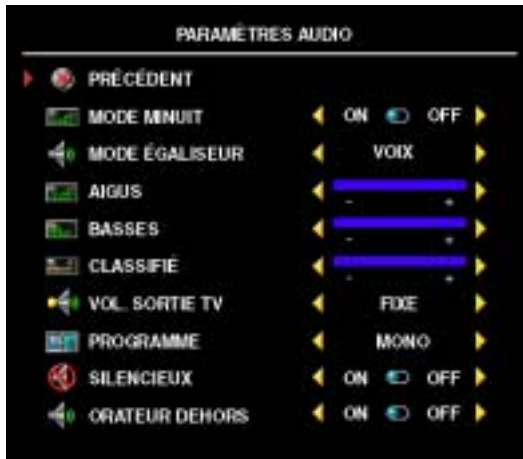 PARAMÈTRES AUDIO
PRÉCÉDENT
MODE MINUIT ON OFF
MODE ÉGALISEUR VOIX
AIGUS - +
BASSES - +
CLASSIFIÉ - +
VOL. SORTIE TV FIXE
PROGRAMME MONO
SILENCIEUX ON OFF
ORATEUR DEHORS ON OFF